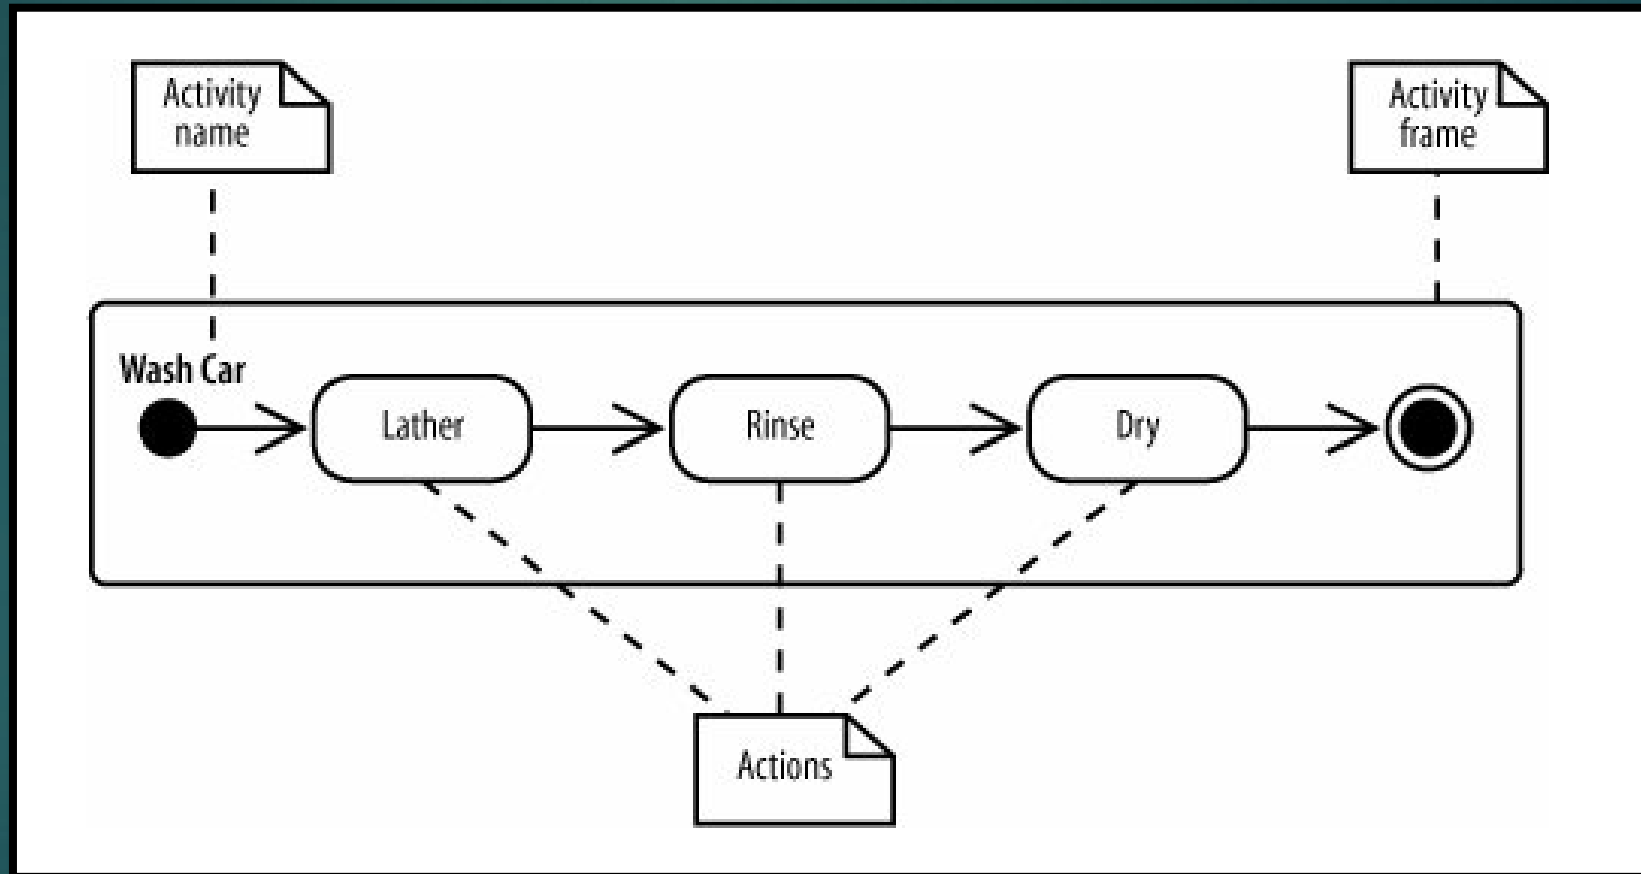 Activity
name
Activity
frame
Wash Car
Lather
Rinse
Dry
Actions